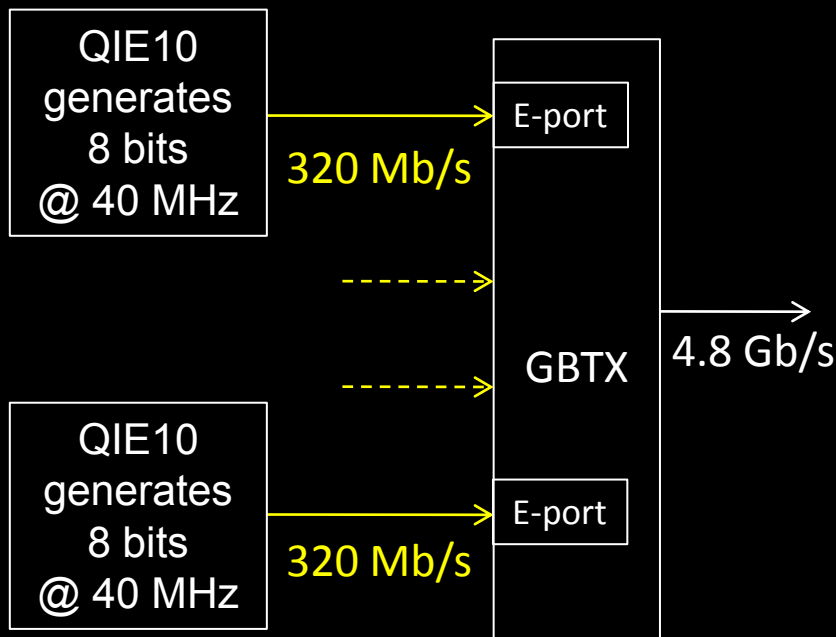 QIE10
generates
8 bits
@ 40 MHz
320 Mb/s
E-port
GBTX
4.8 Gb/s
QIE10
generates
8 bits
@ 40 MHz
320 Mb/s
E-port